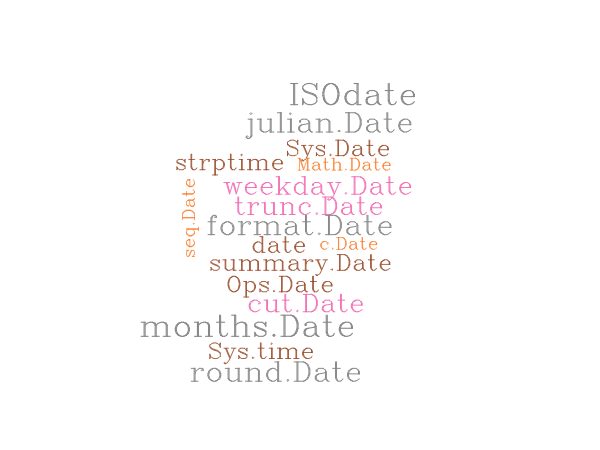 ISOdate
julian.Date
Sys.Date
strptime
Math.Date
weekday.Date
seq.Date
trunc.Date
format.Date
date
c.Date
summary.Date
Ops.Date
cut.Date
months.Date
Sys.time
round.Date